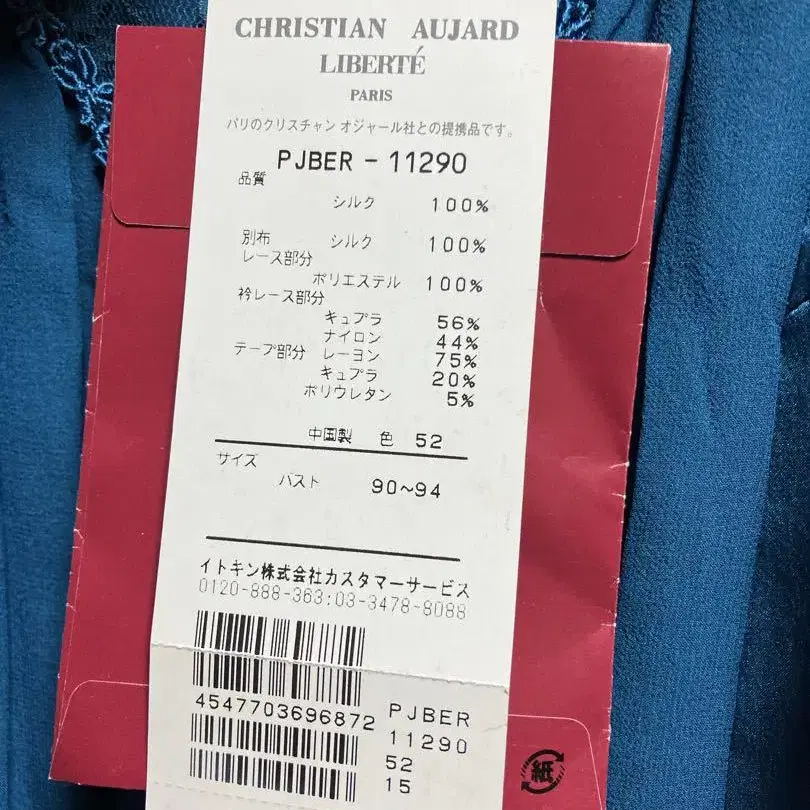 CHRISTIAN AUJARD
LIBERTÉ
PARIS
パリのクリスチャン オジャール社との提携品です。
PJBER - 11290
品質
シルク 100%
別布 シルク 100%
レース部分
ポリエステル 100%
衿レース部分
キュプラ 56%
ナイロン 44%
テープ部分 レーヨン 75%
キュプラ 20%
ポリウレタン 5%
中国製 色 52
サイズ
バスト 90~94
イトキン株式会社カスタマーサービス
0120-888-363:03-3478-8088
4547703696872
PJBER
11290
52
15
紙